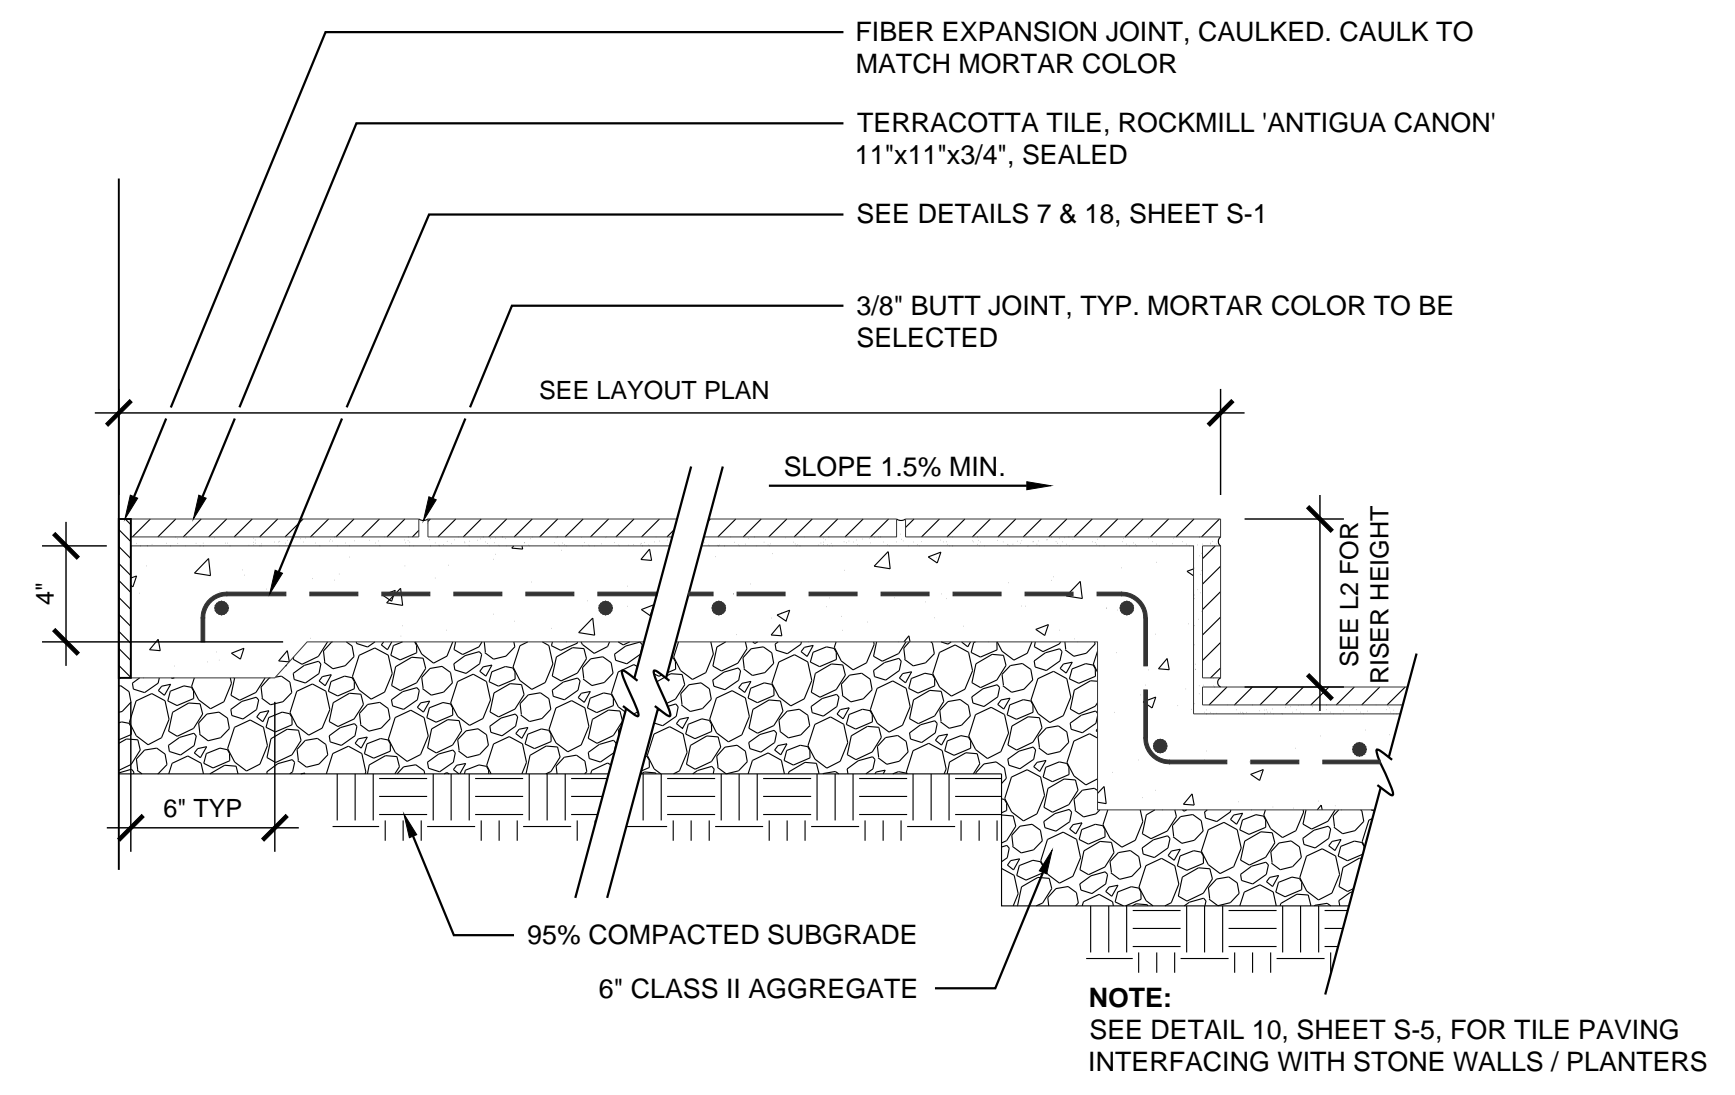 FIBER EXPANSION JOINT, CAULKED. CAULK TO
MATCH MORTAR COLOR
TERRACOTTA TILE, ROCKMILL 'ANTIGUA CANON'
11"x11"x3/4", SEALED
SEE DETAILS 7 & 18, SHEET S-1
3/8" BUTT JOINT, TYP. MORTAR COLOR TO BE
SELECTED
SEE LAYOUT PLAN
SLOPE 1.5% MIN.
4"
SEE L2 FOR
RISER HEIGHT
6" TYP
95% COMPACTED SUBGRADE
6" CLASS II AGGREGATE
NOTE:
SEE DETAIL 10, SHEET S-5, FOR TILE PAVING
INTERFACING WITH STONE WALLS / PLANTERS